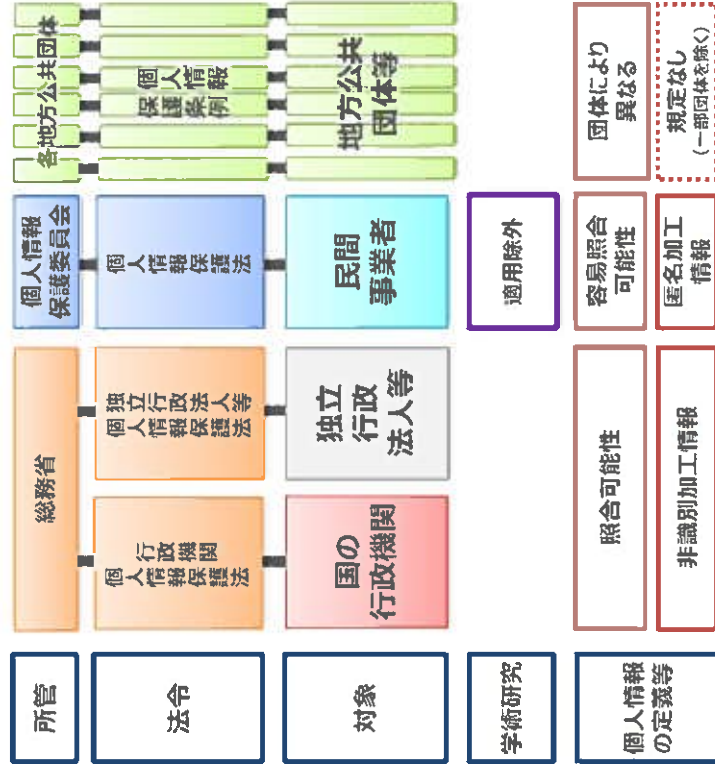 所管
総務省
個人情報
保護委員会
各地方公共団体
法令
行政機関
個人情報保護法
独立行政法人等
個人情報保護法
個人情報保護法
個人情報
保護条例
対象
国の
行政機関
独立
行政
法人等
民間
事業者
地方公共
団体等
学術研究
適用除外
個人情報
の定義等
照合可能性
容易照合
可能性
団体により
異なる
非識別加工情報
匿名加工
情報
規定なし
(一部団体を除く)